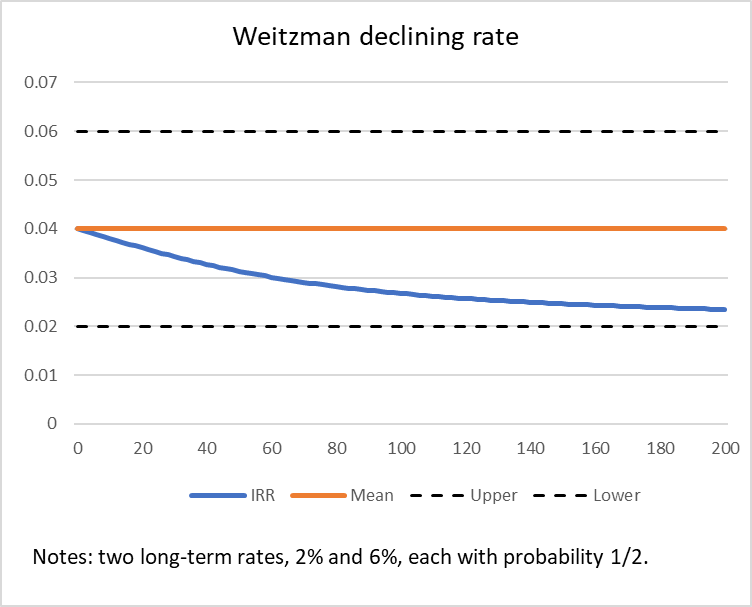 Weitzman declining rate
0.07
0.06
0.05
0.04
0.03
0.02
0.01
0
0 20 40 60 80 100 120 140 160 180 200
IRR Mean Upper Lower
Notes: two long-term rates, 2% and 6%, each with probability 1/2.